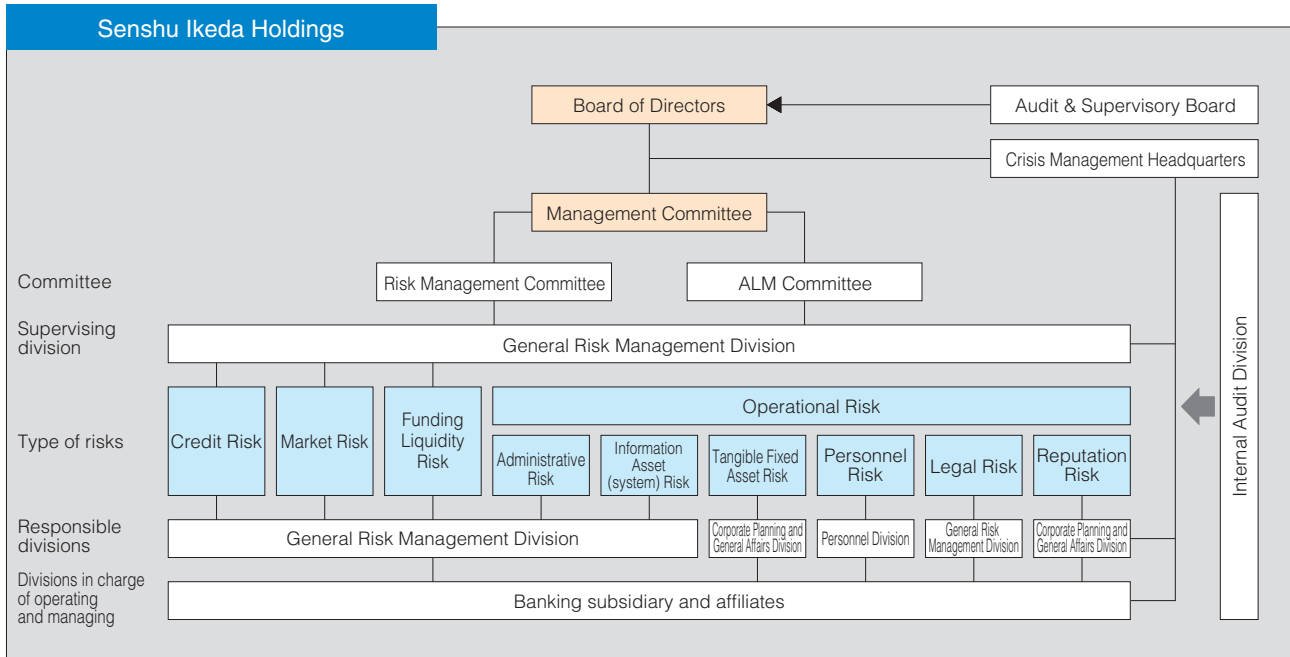 Senshu Ikeda Holdings
Board of Directors
Audit & Supervisory Board
Crisis Management Headquarters
Management Committee
Committee
Risk Management Committee
ALM Committee
Supervising
division
General Risk Management Division
Type of risks
Credit Risk
Market Risk
Funding
Liquidity
Risk
Operational Risk
Administrative
Risk
Information
Asset
(system) Risk
Tangible Fixed
Asset Risk
Personnel
Risk
Legal Risk
Reputation
Risk
Internal Audit Division
Responsible
divisions
General Risk Management Division
Corporate Planning and
General Affairs Division
Personnel Division
General Risk
Management Division
Corporate Planning and
General Affairs Division
Divisions in charge
of operating
and managing
Banking subsidiary and affiliates